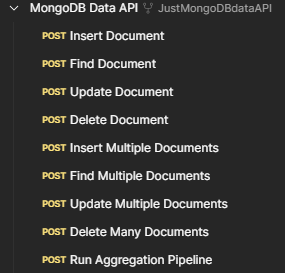 MongoDB Data API JustMongoDBdataAPI
POST Insert Document
POST Find Document
POST Update Document
POST Delete Document
POST Insert Multiple Documents
POST Find Multiple Documents
POST Update Multiple Documents
POST Delete Many Documents
POST Run Aggregation Pipeline